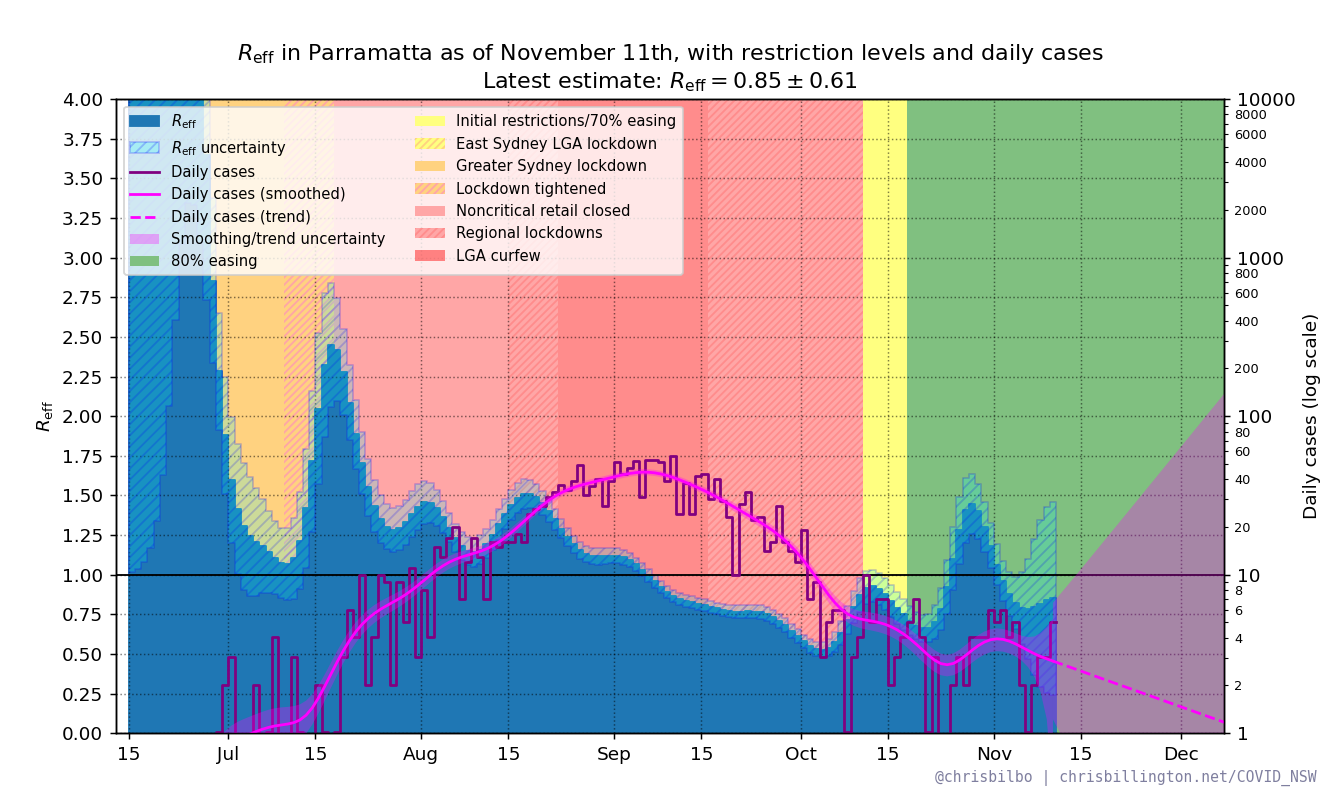 Reff in Parramatta as of November 11th, with restriction levels and daily cases
Latest estimate: Reff = 0.85 ± 0.61
Reff
4.00
3.75
3.50
3.25
3.00
2.75
2.50
2.25
2.00
1.75
1.50
1.25
1.00
0.75
0.50
0.25
0.00
Reff
Reff uncertainty
Daily cases
Daily cases (smoothed)
Daily cases (trend)
Smoothing/trend uncertainty
80% easing
Initial restrictions/70% easing
East Sydney LGA lockdown
Greater Sydney lockdown
Lockdown tightened
Noncritical retail closed
Regional lockdowns
LGA curfew
10000
8000
6000
4000
2000
1000
800
600
400
200
100
80
60
40
20
10
8
6
4
2
1
Daily cases (log scale)
15 Jul 15 Aug 15 Sep 15 Oct 15 Nov 15 Dec
@chrisbilbo | chrisbillington.net/COVID_NSW